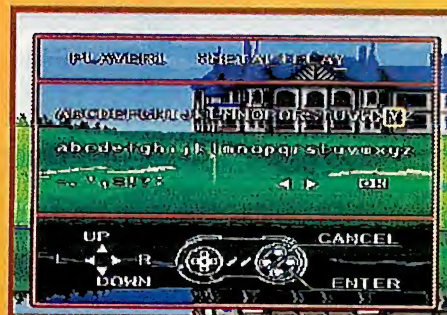 PLAYER1
ABCDEFGHIJKLMNOPQRSTUVWXYZ
abcdefghijklmnopqrstuvwxyz
OK
UP
CANCEL
L R
DOWN
ENTER